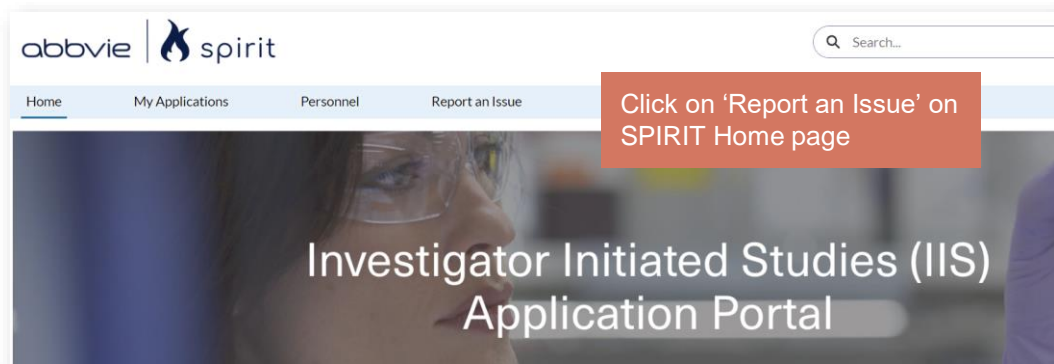 abbvie spirit
Search...
Home My Applications Personnel Report an Issue
Click on ‘Report an Issue’ on
SPIRIT Home page
Investigator Initiated Studies (IIS)
Application Portal